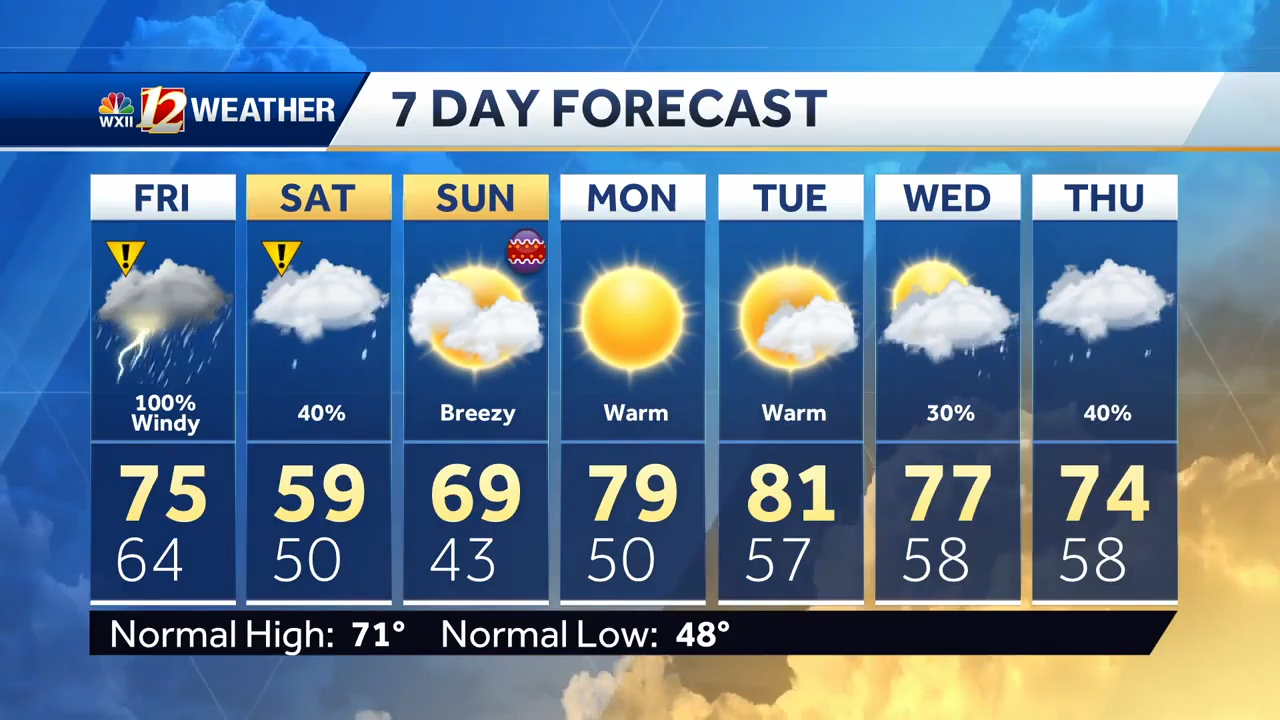 WXII 12 WEATHER
7 DAY FORECAST
FRI SAT SUN MON TUE WED THU
! !
100% Windy 40% Breezy Warm Warm 30% 40%
75 59 69 79 81 77 74
64 50 43 50 57 58 58
Normal High: 71° Normal Low: 48°